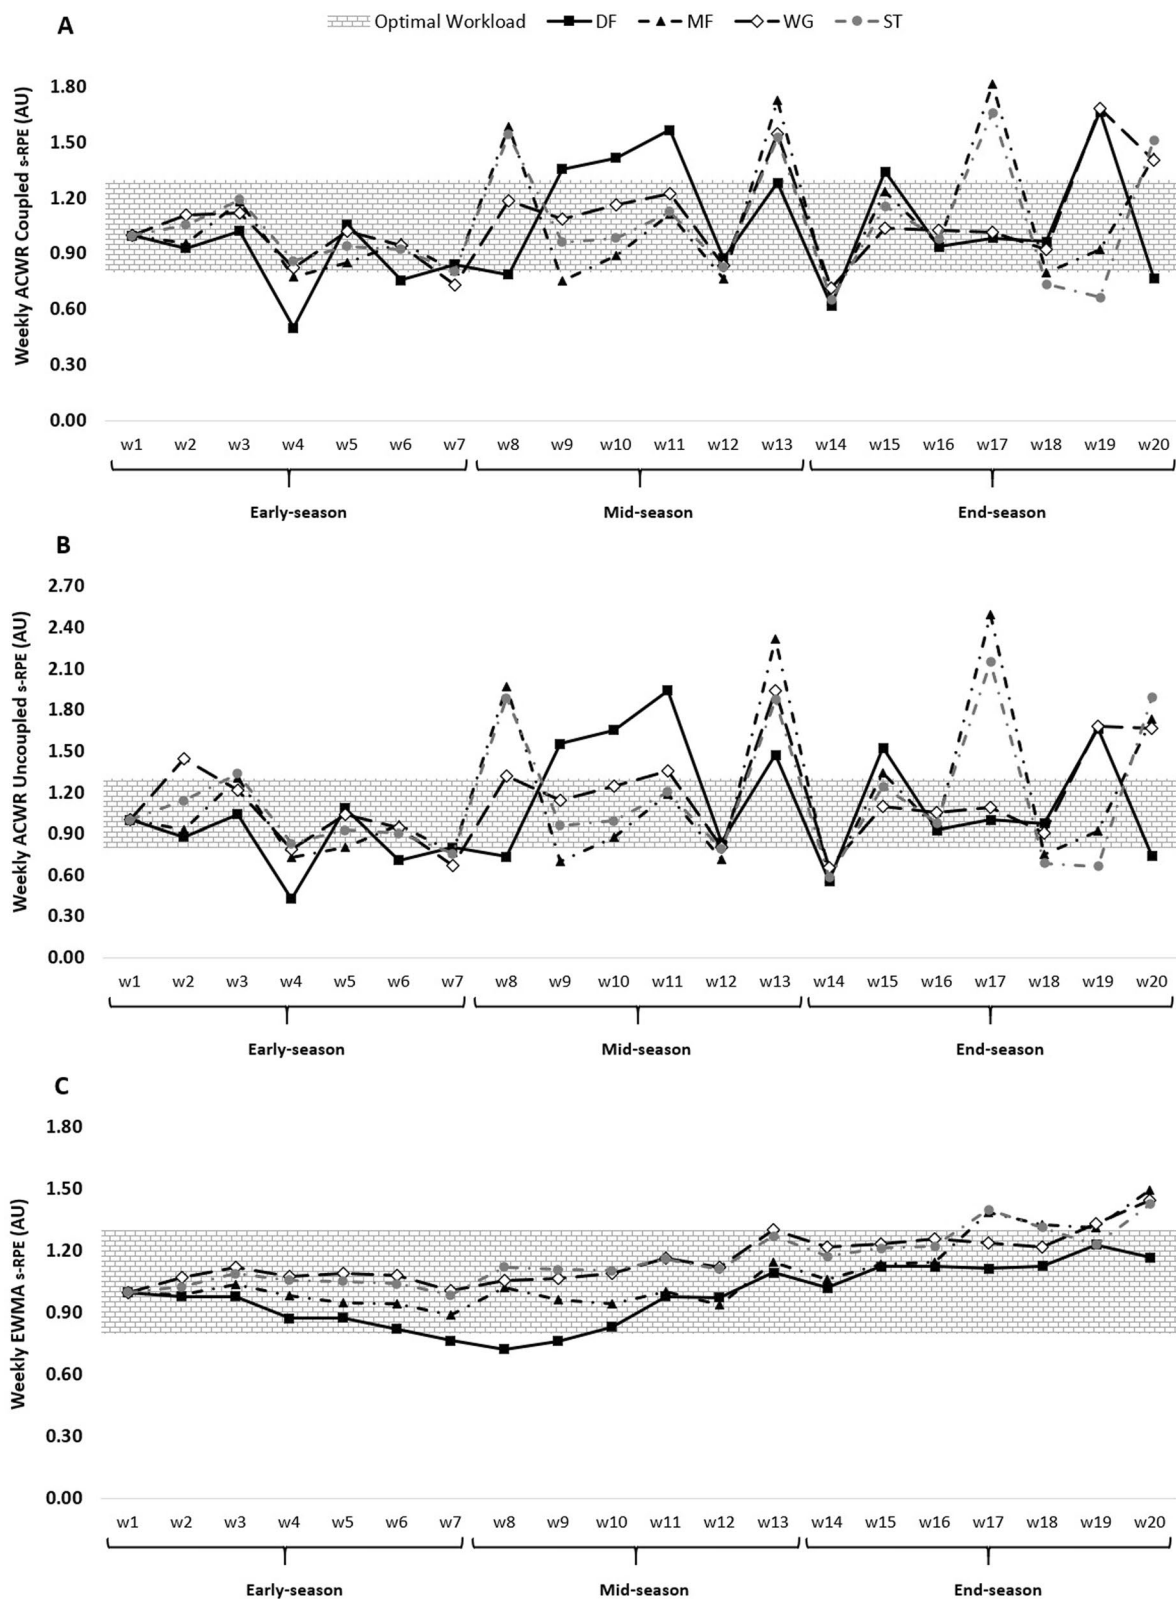 A
Optimal Workload DF MF WG ST
Weekly ACWR Coupled s-RPE (AU)
1.80
1.50
1.20
0.90
0.60
0.30
0.00
w1 w2 w3 w4 w5 w6 w7 w8 w9 w10 w11 w12 w13 w14 w15 w16 w17 w18 w19 w20
Early-season Mid-season End-season
B
Weekly ACWR Uncoupled s-RPE (AU)
2.70
2.40
2.10
1.80
1.50
1.20
0.90
0.60
0.30
0.00
w1 w2 w3 w4 w5 w6 w7 w8 w9 w10 w11 w12 w13 w14 w15 w16 w17 w18 w19 w20
Early-season Mid-season End-season
C
Weekly EWMA s-RPE (AU)
1.80
1.50
1.20
0.90
0.60
0.30
0.00
w1 w2 w3 w4 w5 w6 w7 w8 w9 w10 w11 w12 w13 w14 w15 w16 w17 w18 w19 w20
Early-season Mid-season End-season